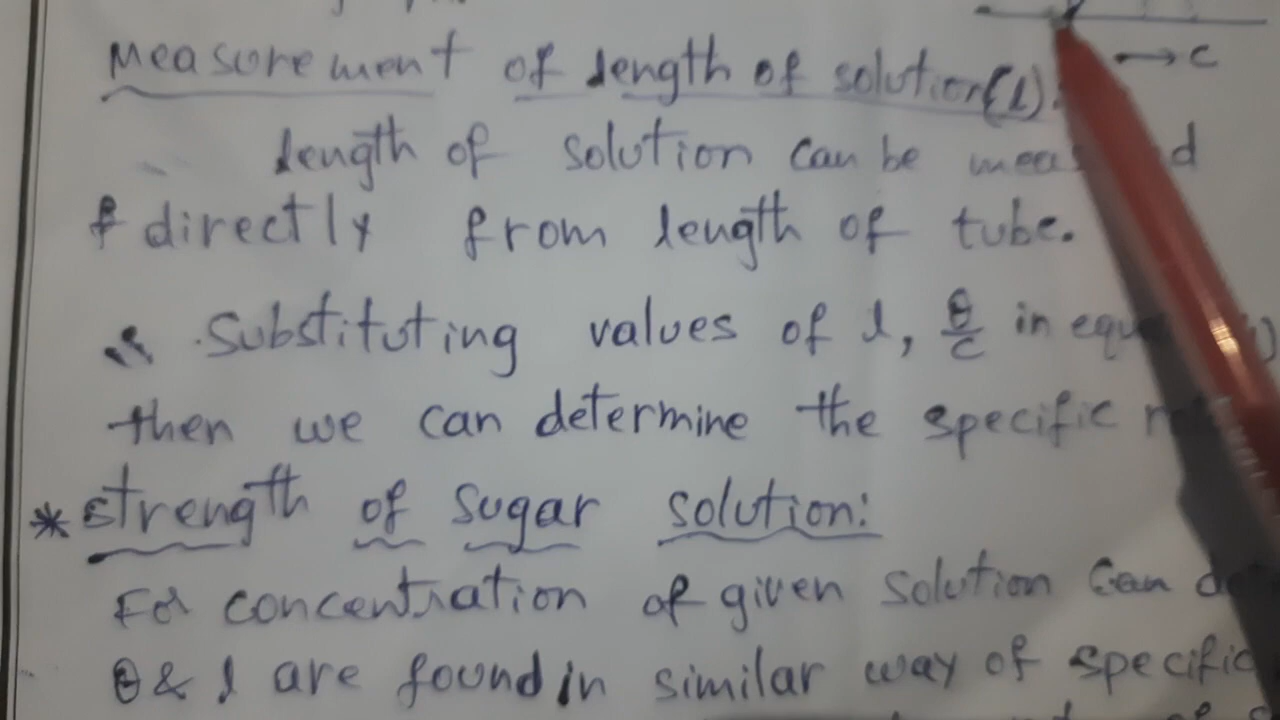 → c
Measurement of length of solution(l).
length of solution can be
directly from length of tube.
∴ Substituting values of l, θ/c in
then we can determine the specific
* Strength of sugar solution:
For concentration of given solution can
θ & l are found in similar way of specific